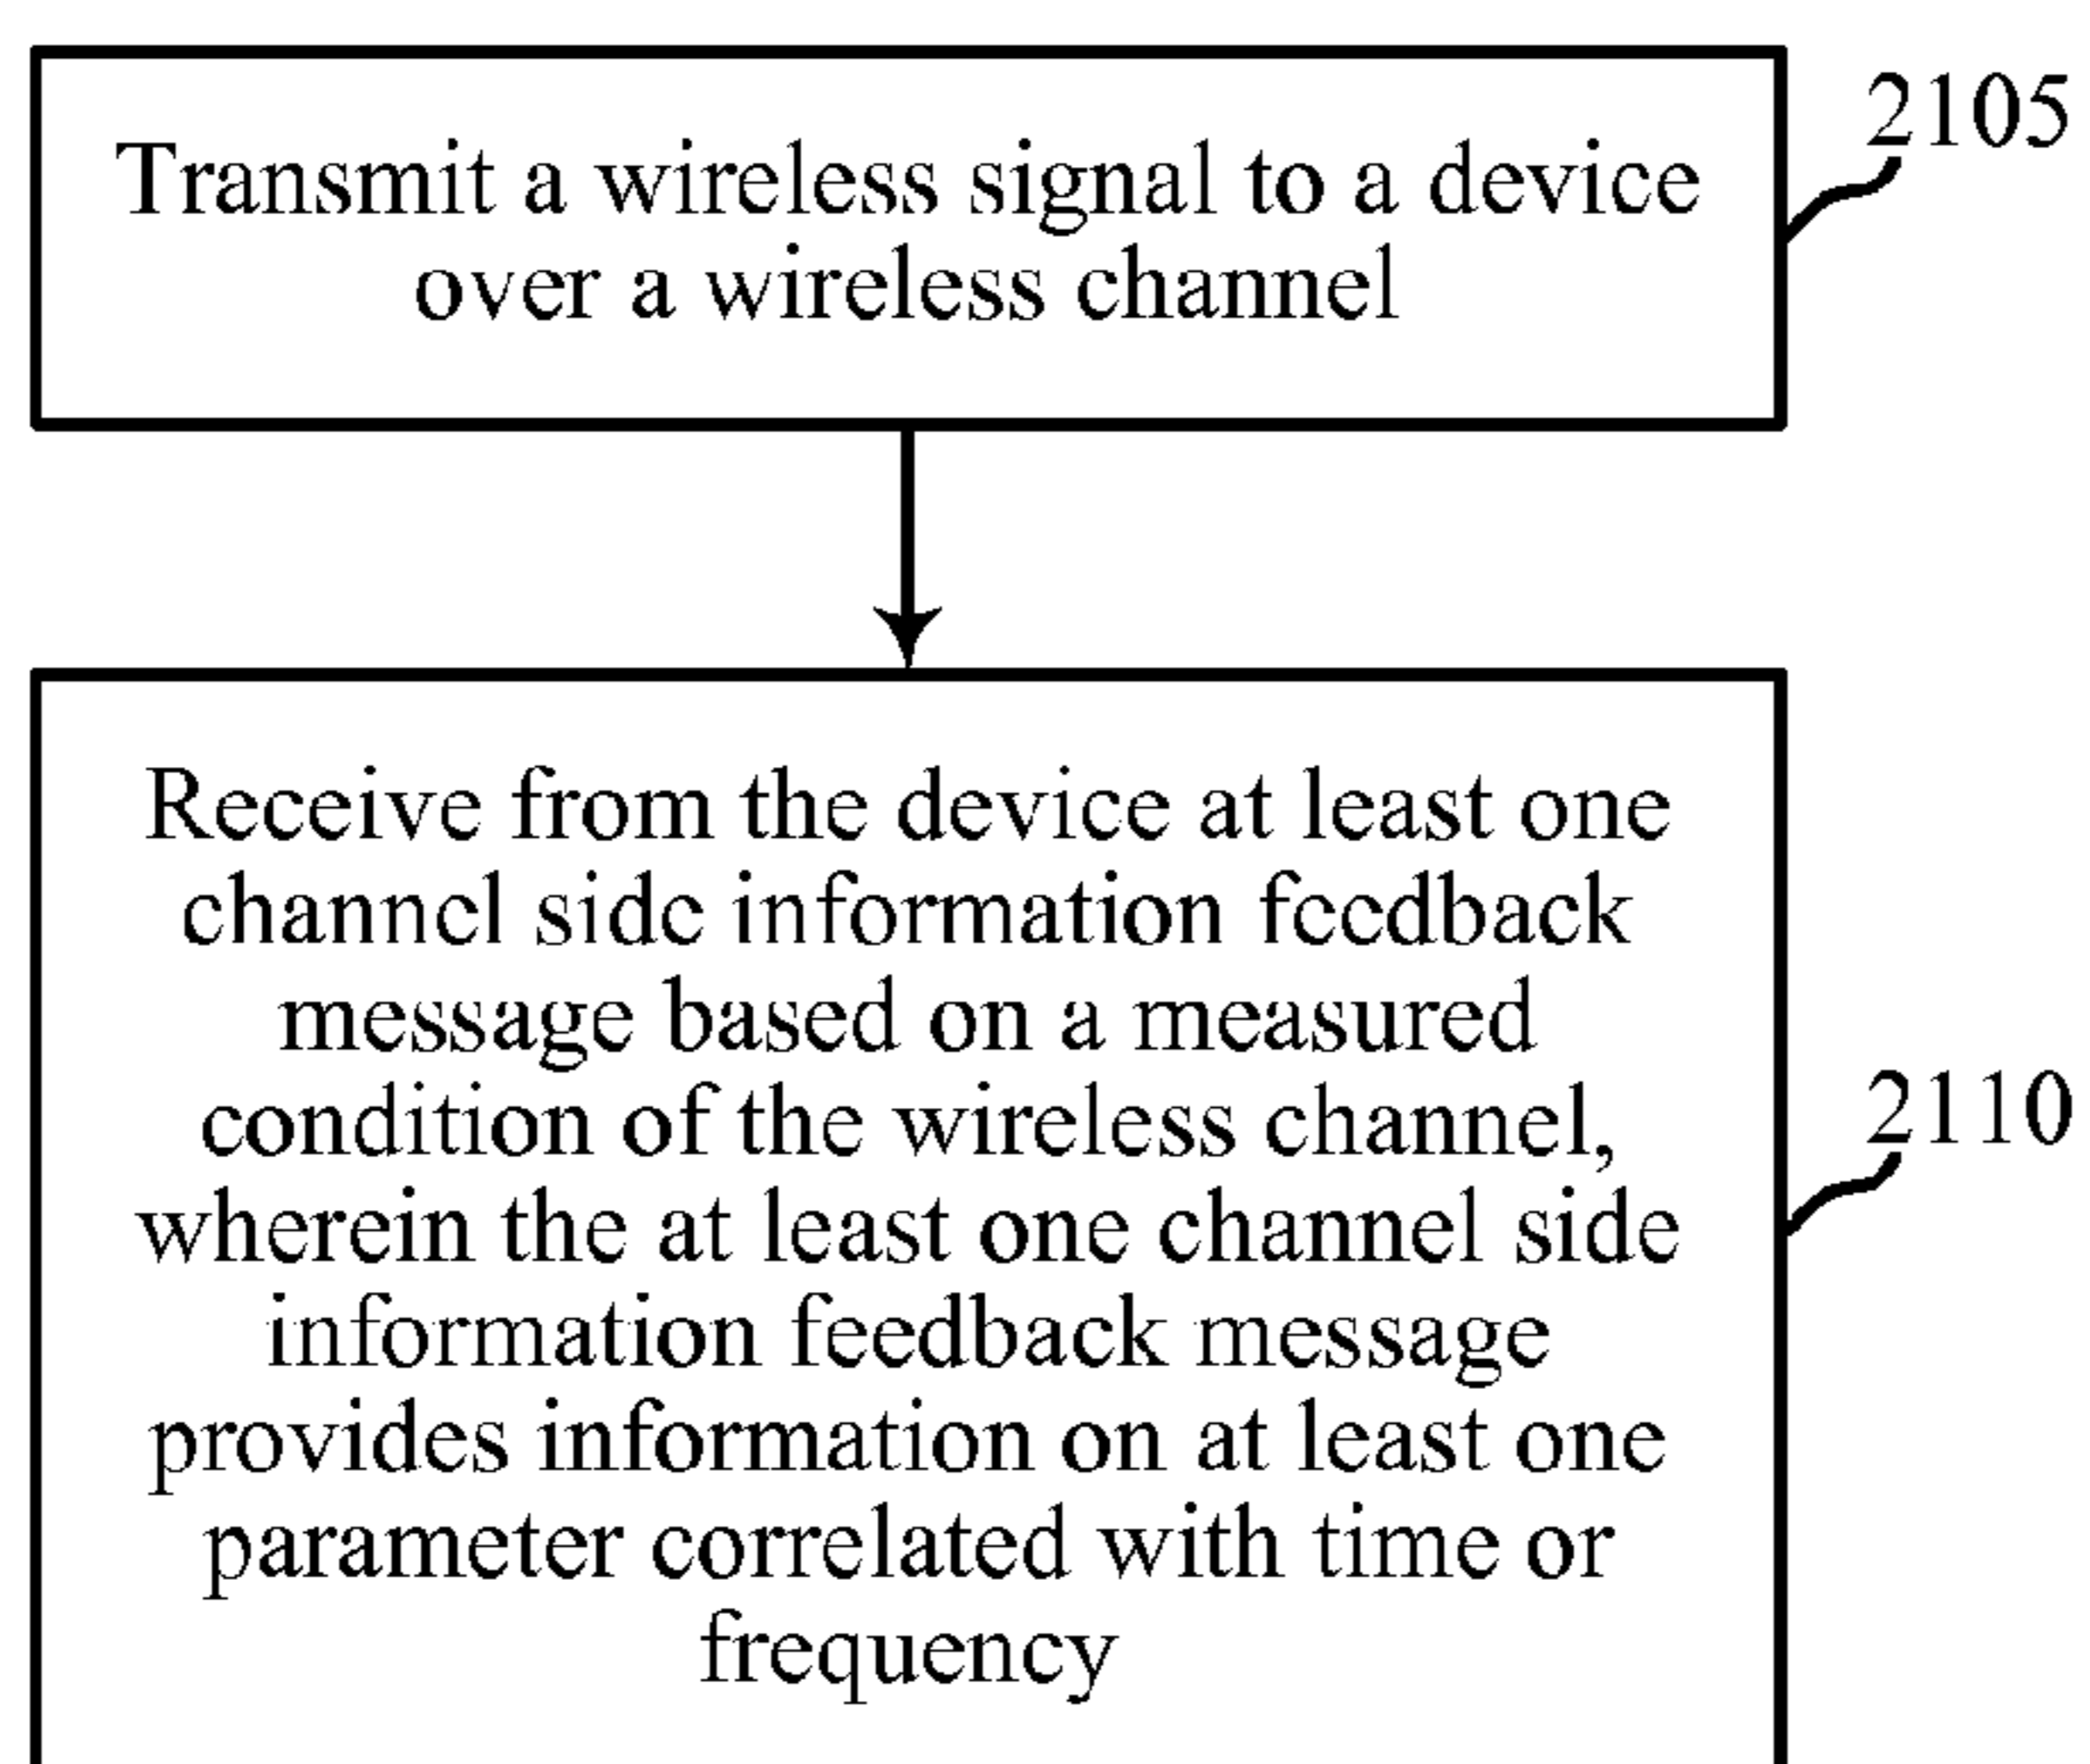 Transmit a wireless signal to a device
over a wireless channel
2105
Receive from the device at least one
channel side information feedback
message based on a measured
condition of the wireless channel,
wherein the at least one channel side
information feedback message
provides information on at least one
parameter correlated with time or
frequency
2110